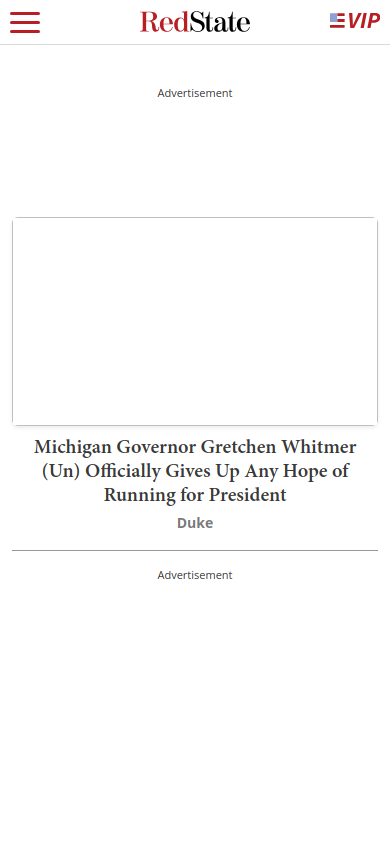 RedState
VIP
Advertisement
Michigan Governor Gretchen Whitmer
(Un) Officially Gives Up Any Hope of
Running for President
Duke
Advertisement